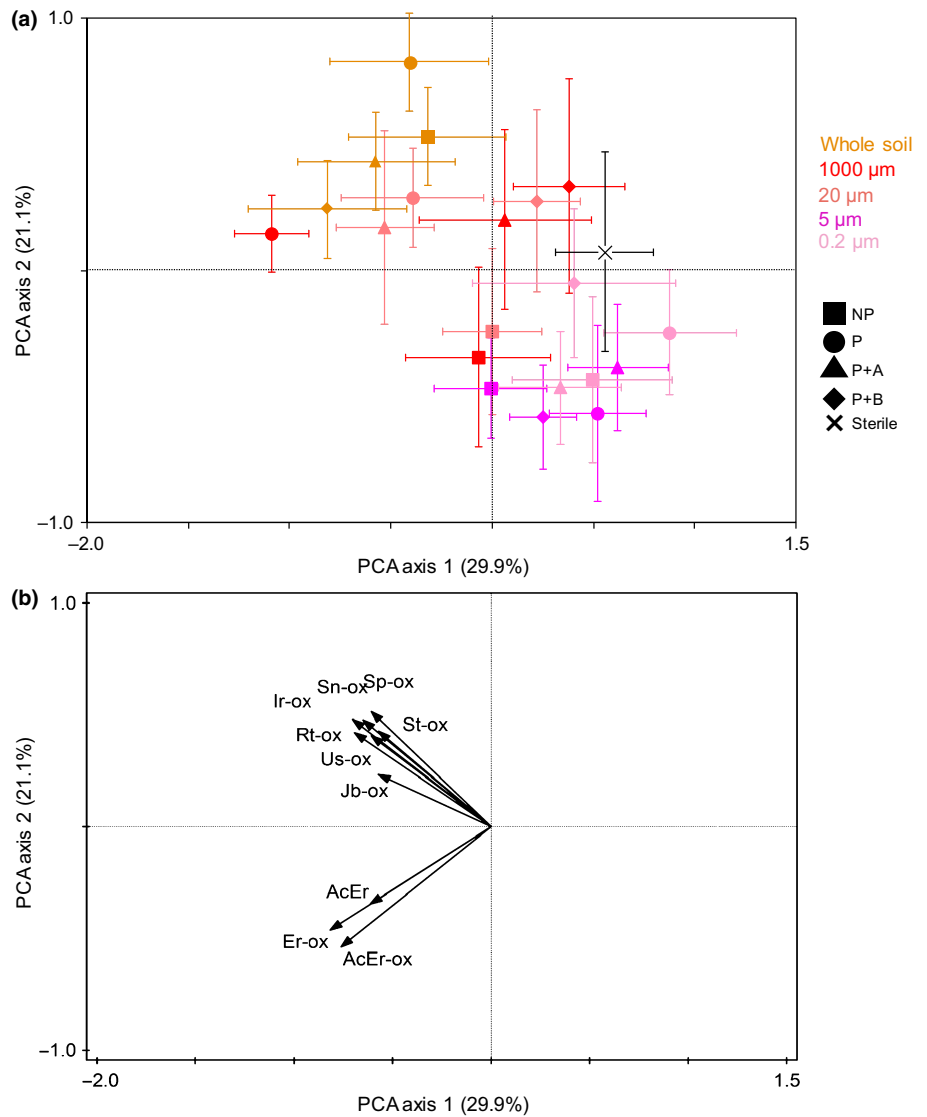 (a)
1.0
PCA axis 2 (21.1%)
−1.0
−2.0
1.5
PCA axis 1 (29.9%)
Whole soil
1000 µm
20 µm
5 µm
0.2 µm
NP
P
P+A
P+B
Sterile
(b)
1.0
PCA axis 2 (21.1%)
Sn-ox
Sp-ox
Ir-ox
St-ox
Rt-ox
Us-ox
Jb-ox
AcEr
Er-ox
AcEr-ox
−1.0
−2.0
1.5
PCA axis 1 (29.9%)